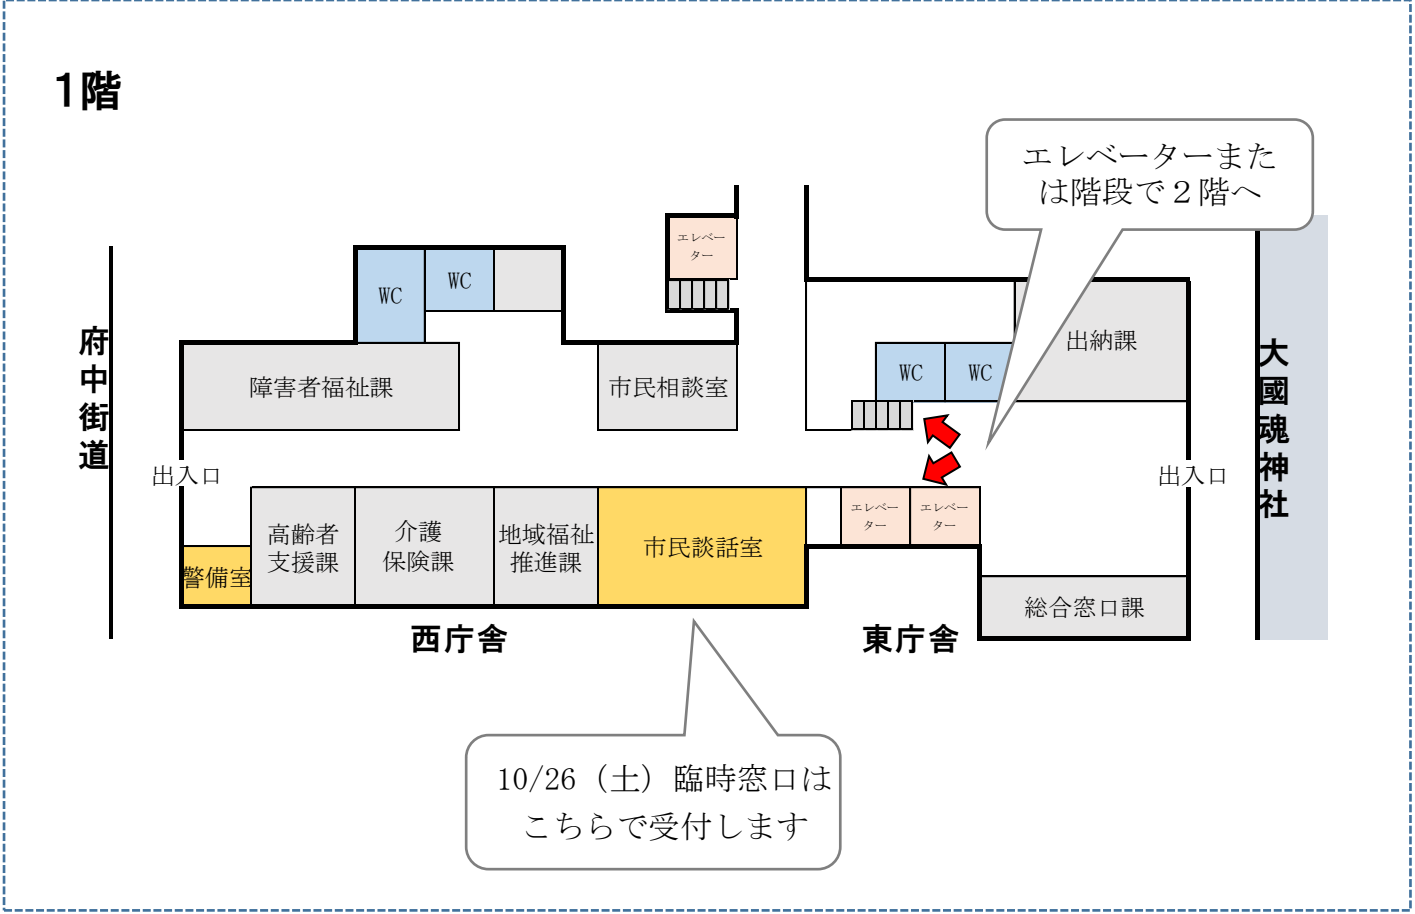 1階
エレベーターまた
は階段で２階へ
エレベー
ター
WC
WC
府中街道
障害者福祉課
市民相談室
WC
WC
出納課
大國魂神社
出入口
出入口
高齢者
支援課
介護
保険課
地域福祉
推進課
市民談話室
エレベー
ター
エレベー
ター
警備室
総合窓口課
西庁舎
東庁舎
10/26（土）臨時窓口は
こちらで受付します